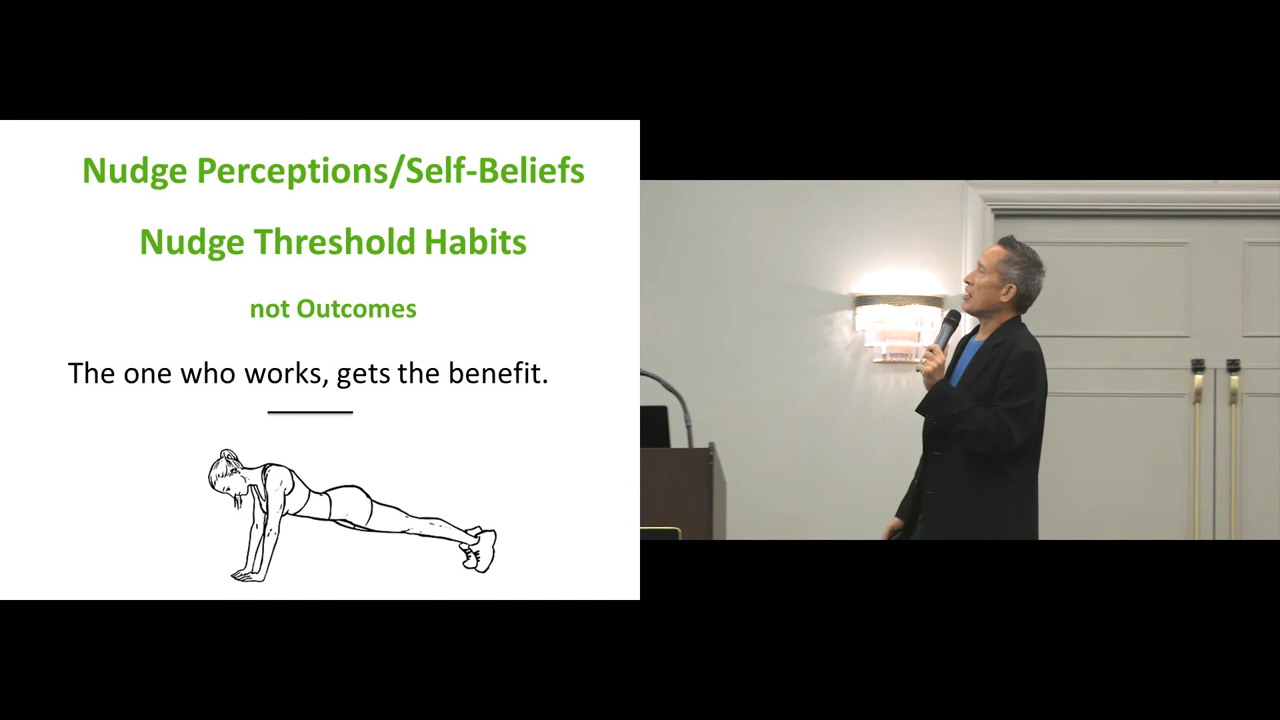 Nudge Perceptions/Self-Beliefs
Nudge Threshold Habits
not Outcomes
The one who works, gets the benefit.